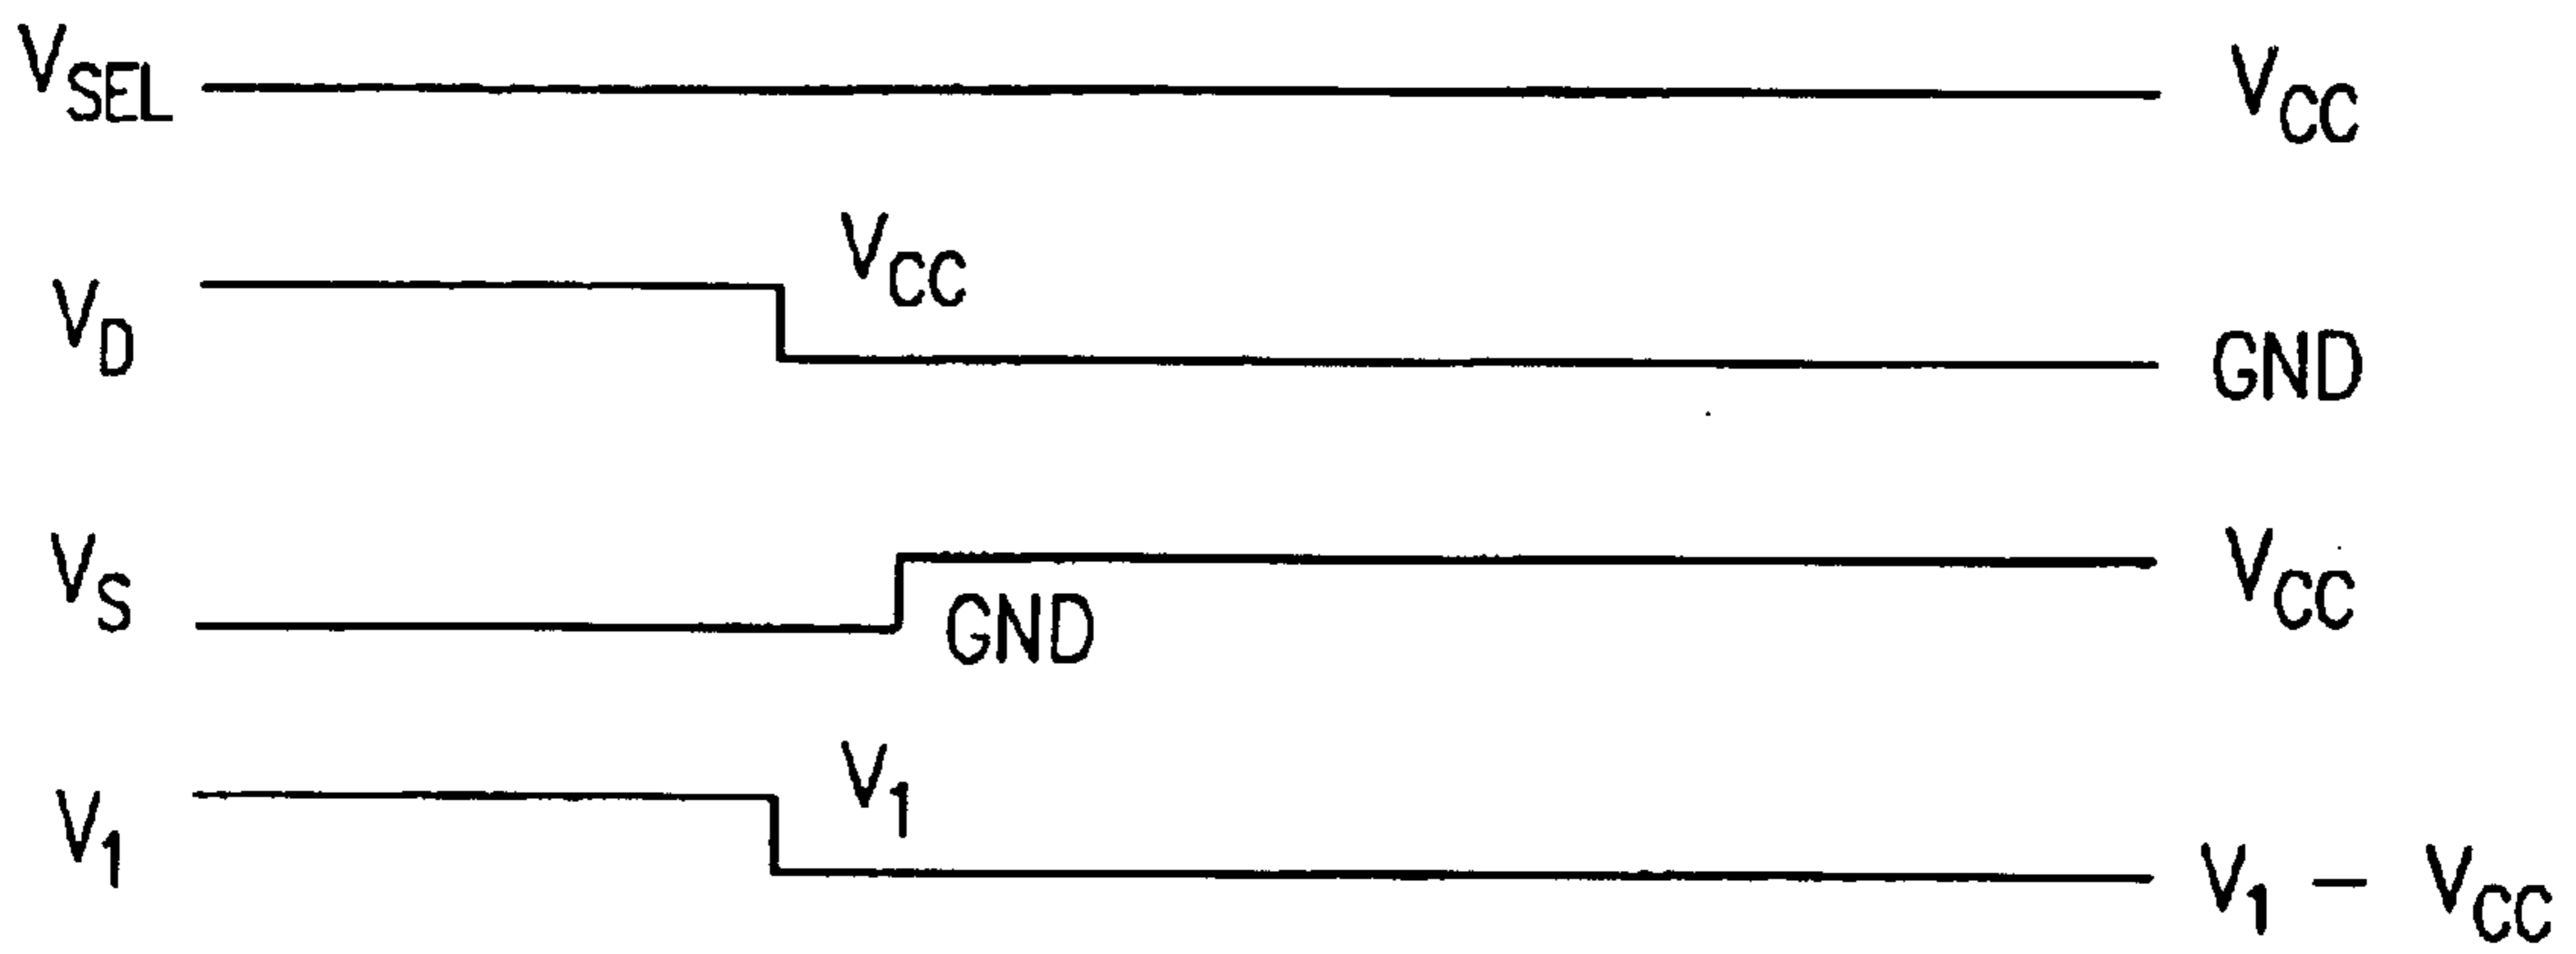 V_SEL V_CC
V_CC
V_D GND
V_S V_CC
GND
V_1
V_1 V_1 – V_CC